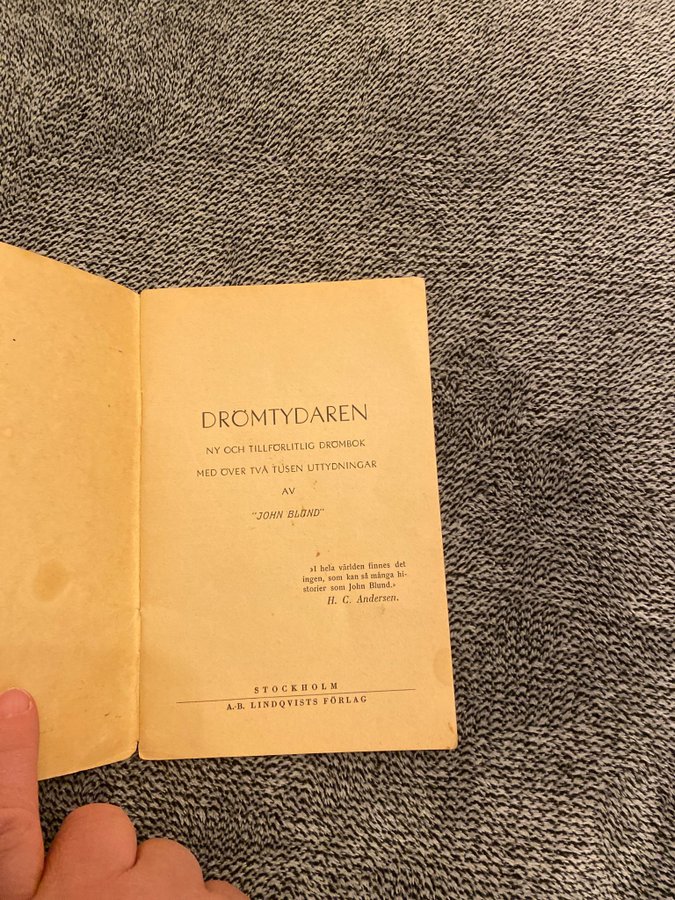 DRÖMTYDAREN
NY OCH TILLFÖRLITLIG DRÖMBOK
MED ÖVER TVÅ TUSEN UTTYDNINGAR
AV
"JOHN BLUND"
»I hela världen finnes det
ingen, som kan så många hi-
storier som John Blund.»
H. C. Andersen.
STOCKHOLM
A.-B. LINDQVISTS FÖRLAG